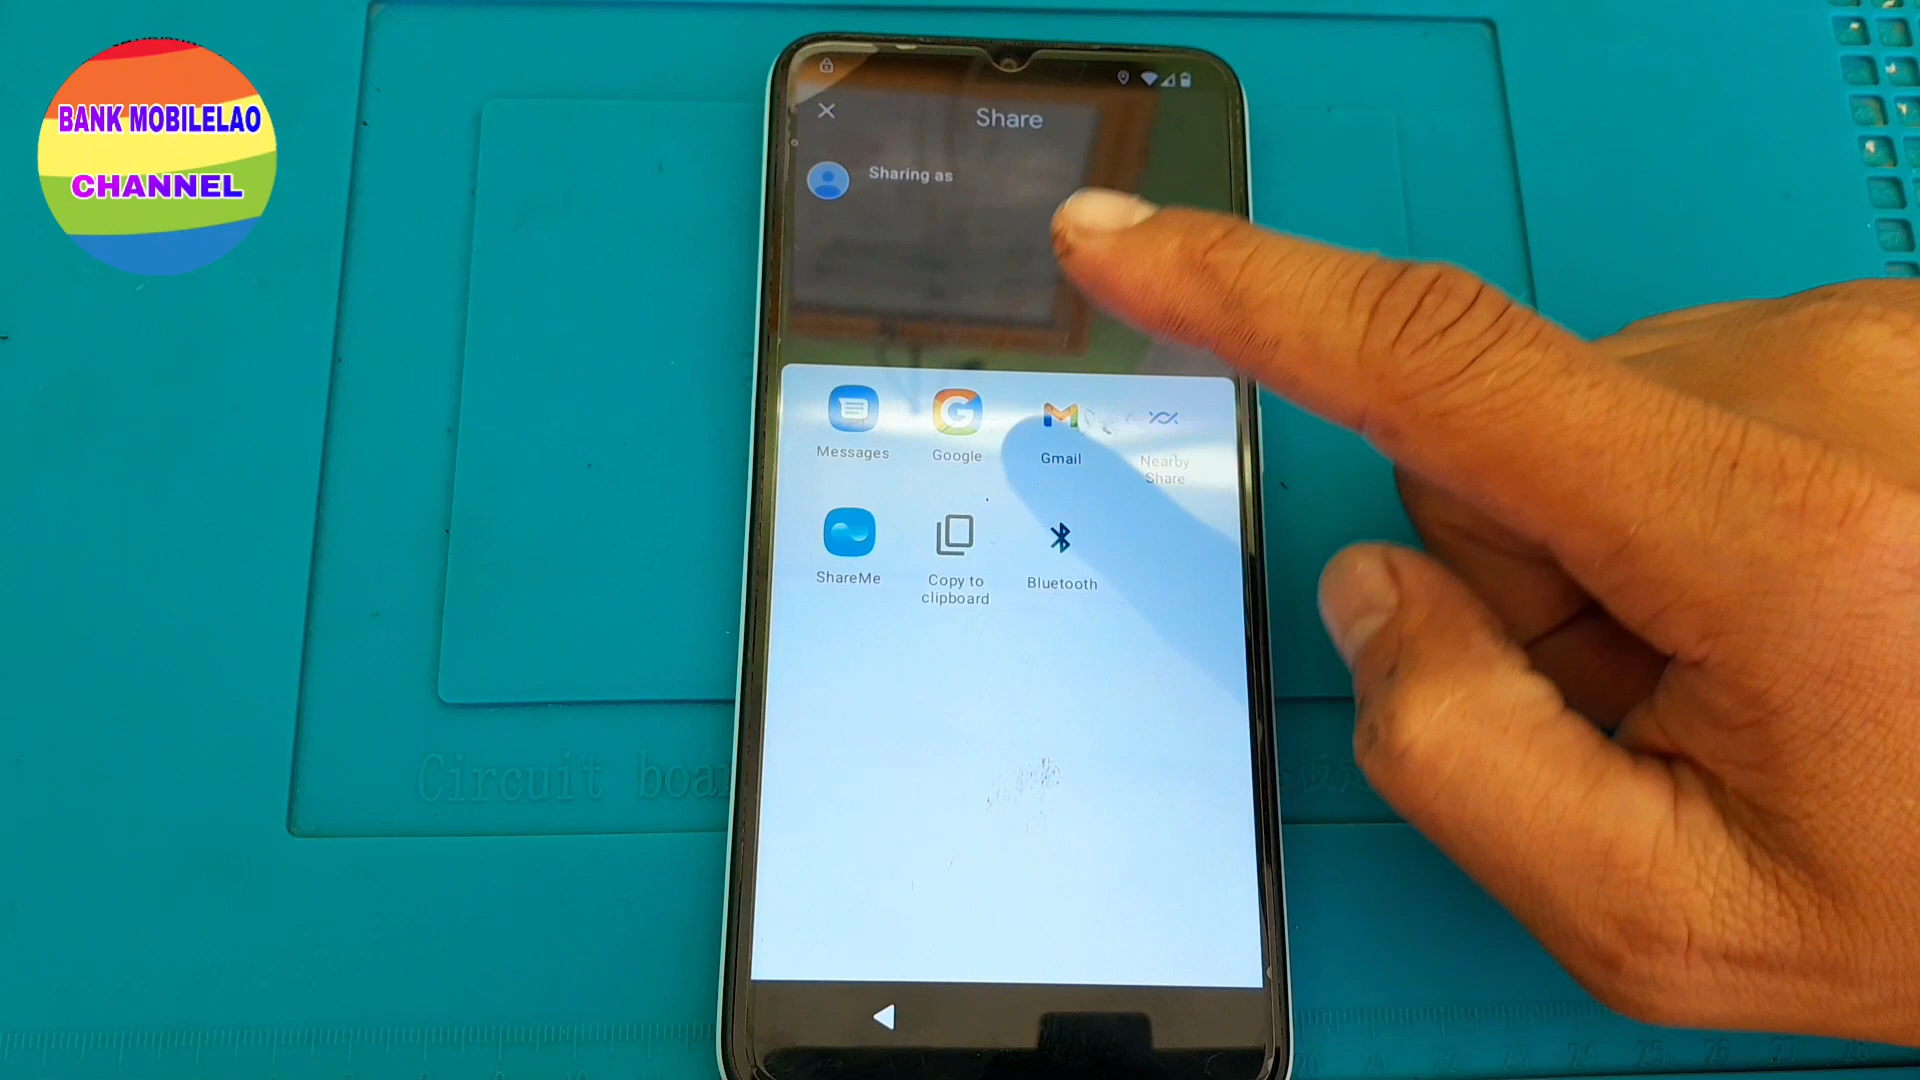 BANK MOBILELAO
CHANNEL
Share
Sharing as
Messages
Google
Gmail
Nearby
Share
ShareMe
Copy to
clipboard
Bluetooth
Circuit boa